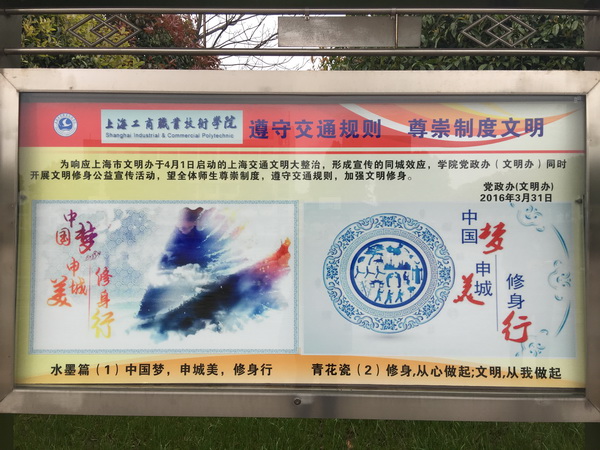 上海工商職業技術學院
Shanghai Industrial & Commercial Polytechnic
遵守交通规则 尊崇制度文明
为响应上海市文明办于4月1日启动的上海交通文明大整治，形成宣传的同城效应，学院党政办（文明办）同时
开展文明修身公益宣传活动，望全体师生尊崇制度，遵守交通规则，加强文明修身。
党政办(文明办)
2016年3月31日
中国梦
申城美
修身行
中国梦
申城美
修身行
水墨篇（1）中国梦，申城美，修身行
青花瓷（2）修身,从心做起;文明,从我做起